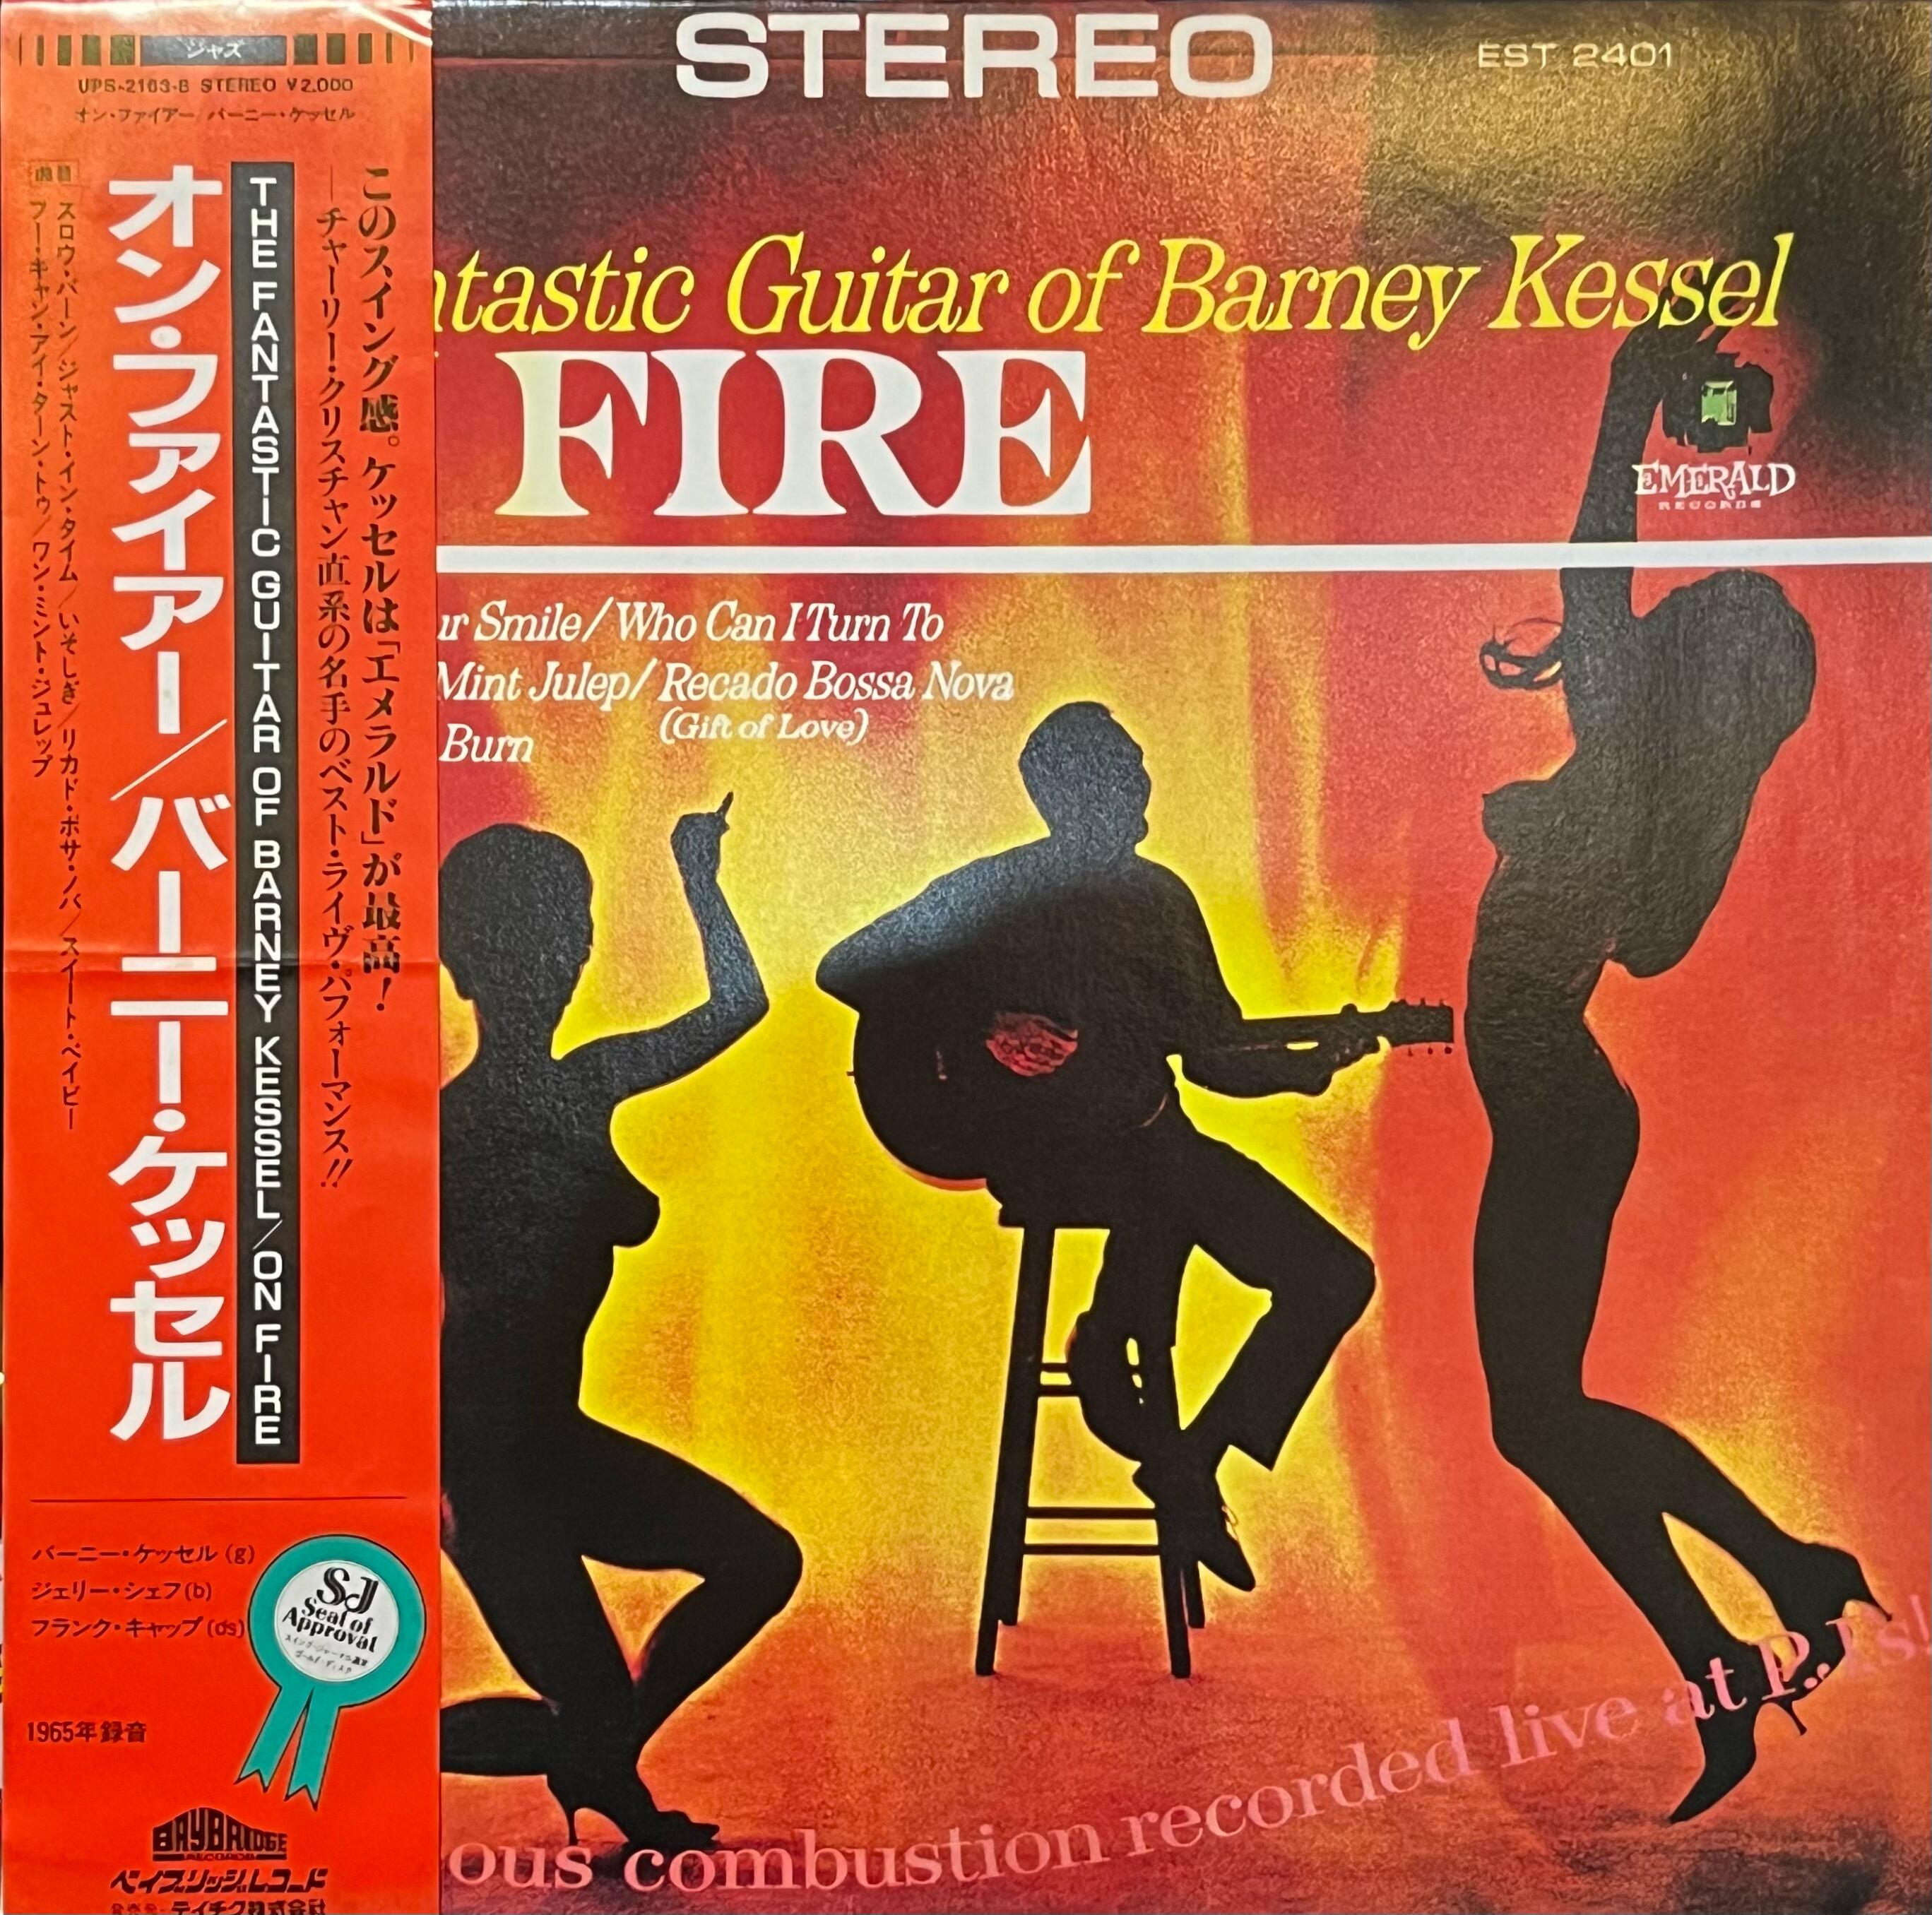 ジャズ
UPS-2163-B STEREO ¥2,000
オン・ファイアー/バーニー・ケッセル
このスイング感。ケッセルは「エメラルド」が最高!
―チャーリー・クリスチャン直系の名手のベスト・ライヴ・パフォーマンス!!
THE FANTASTIC GUITAR OF BARNEY KESSEL/ON FIRE
オン・ファイアー/バーニー・ケッセル
スロウ・バーン/ジャスト・イン・タイム/いそしぎ/リカド・ボサ・ノバ/スイート・ベイビー
フー・キャン・アイ・ターン・トゥ/ワン・ミント・ジュレップ
バーニー・ケッセル (g)
ジェリー・シェフ (b)
フランク・キャップ (ds)
SJ
Seal of
Approval
1965年録音
BAYBRIDGE
RECORDS
ベイブリッジ・レコード
テイチク株式会社
STEREO
EST 2401
ntastic Guitar of Barney Kessel
FIRE
EMERALD
RECORDS
ur Smile/Who Can I Turn To
Mint Julep/Recado Bossa Nova
(Gift of Love)
Burn
ous combustion recorded live at P.J.s!